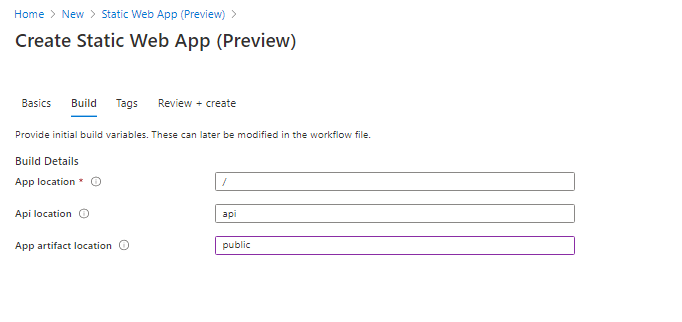 Home > New > Static Web App (Preview) >
Create Static Web App (Preview)
Basics Build Tags Review + create
Provide initial build variables. These can later be modified in the workflow file.
Build Details
App location * /
Api location api
App artifact location public